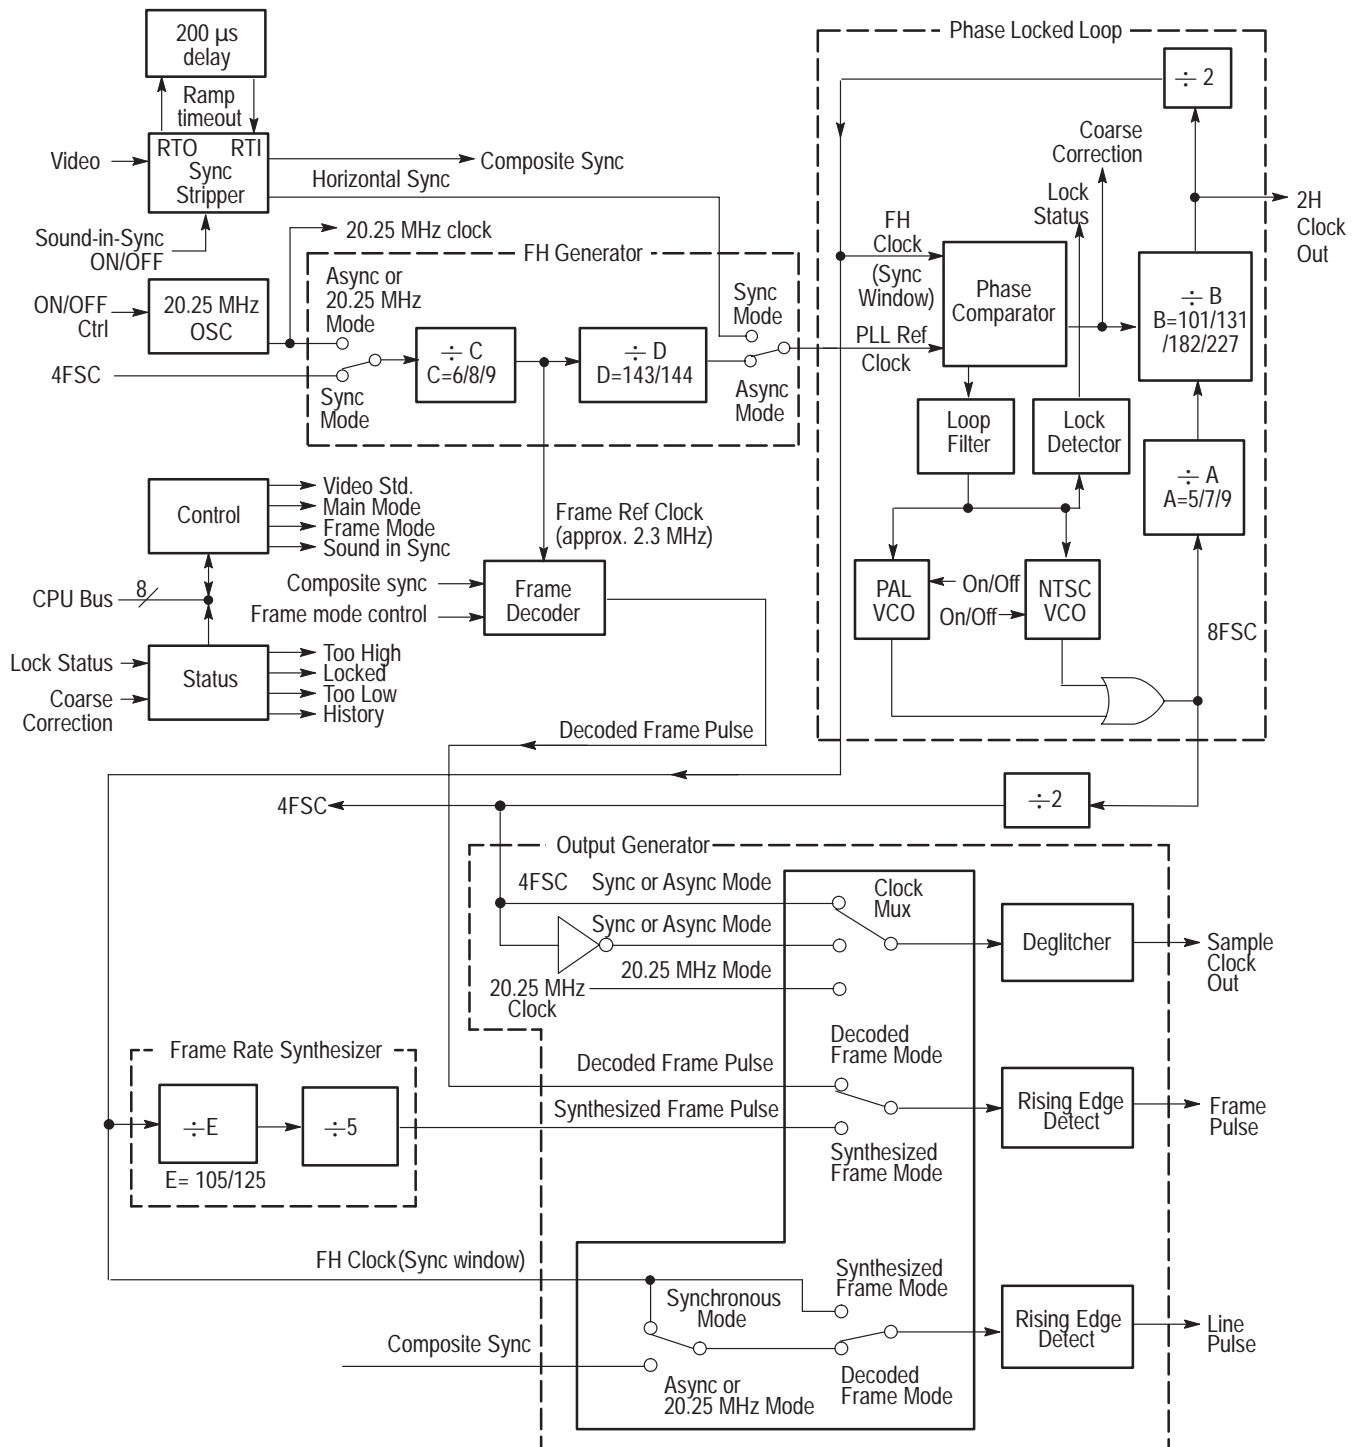 200 µs
delay
Ramp
timeout
RTO RTI
Sync
Stripper
Video
Composite Sync
Horizontal Sync
Sound-in-Sync
ON/OFF
20.25 MHz clock
ON/OFF
Ctrl
20.25 MHz
OSC
4FSC
FH Generator
Async or
20.25 MHz
Mode
Sync
Mode
÷ C
C=6/8/9
÷ D
D=143/144
Sync
Mode
Async
Mode
Phase Locked Loop
÷ 2
Coarse
Correction
Lock
Status
2H
Clock
Out
FH
Clock
(Sync
Window)
PLL Ref
Clock
Phase
Comparator
÷ B
B=101/131
/182/227
Loop
Filter
Lock
Detector
÷ A
A=5/7/9
PAL
VCO
On/Off
On/Off
NTSC
VCO
8FSC
Control
Video Std.
Main Mode
Frame Mode
Sound in Sync
CPU Bus
8
Lock Status
Coarse
Correction
Status
Too High
Locked
Too Low
History
Frame Ref Clock
(approx. 2.3 MHz)
Composite sync
Frame mode control
Frame
Decoder
Decoded Frame Pulse
4FSC
÷2
Output Generator
4FSC
Sync or Async Mode
Sync or Async Mode
20.25 MHz Mode
20.25 MHz
Clock
Clock
Mux
Deglitcher
Sample
Clock
Out
Decoded
Frame Mode
Decoded Frame Pulse
Synthesized Frame Pulse
Synthesized
Frame Mode
Rising Edge
Detect
Frame
Pulse
Frame Rate Synthesizer
÷E
÷5
E= 105/125
FH Clock(Sync window)
Synchronous
Mode
Composite Sync
Async or
20.25 MHz Mode
Synthesized
Frame Mode
Decoded
Frame Mode
Rising Edge
Detect
Line
Pulse